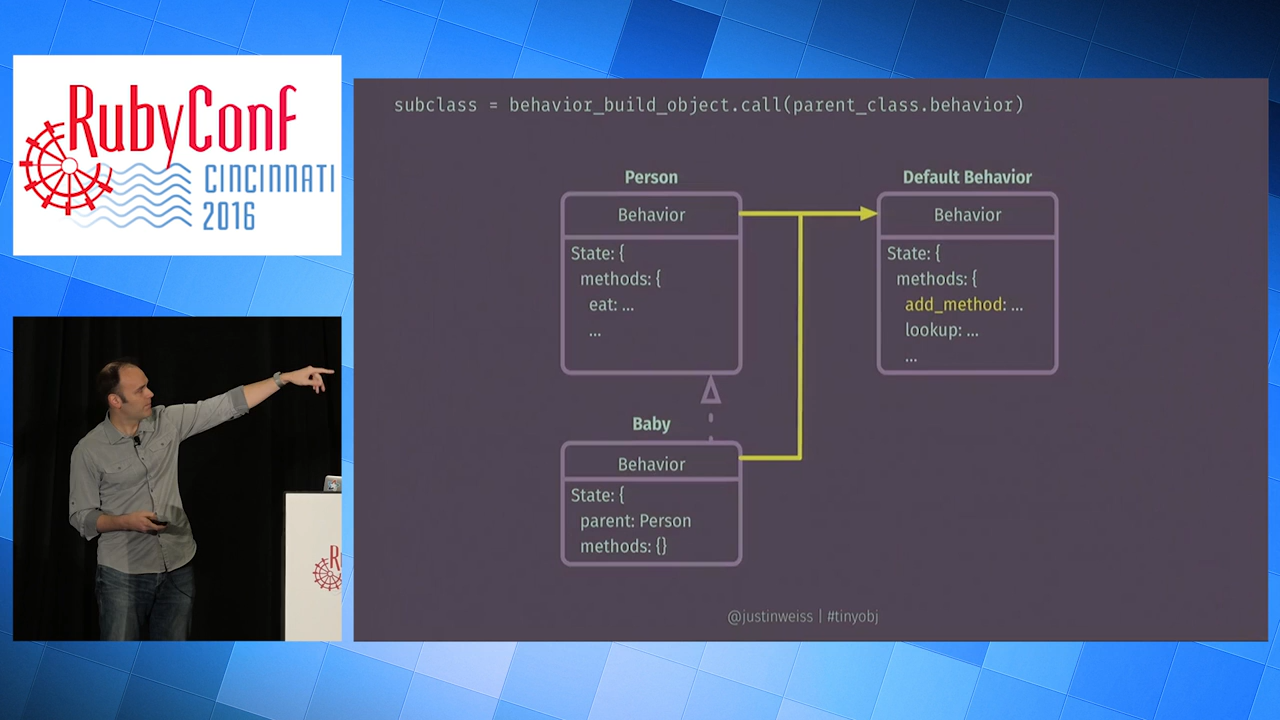 RubyConf
CINCINNATI
2016
subclass = behavior_build_object.call(parent_class.behavior)
Person
Behavior
State: {
methods: {
eat: ...
...
Default Behavior
Behavior
State: {
methods: {
add_method: ...
lookup: ...
...
Baby
Behavior
State: {
parent: Person
methods: {}
@justinweiss | #tinyobj
R